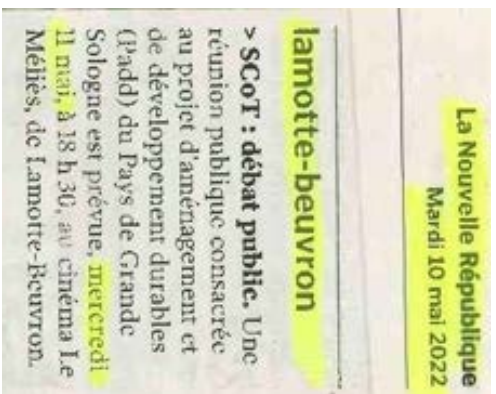 La Nouvelle République
Mardi 10 mai 2022
lamotte-beuvron
> SCoT : débat public. Une
réunion publique consacrée
au projet d'aménagement et
de développement durables
(Padd) du Pays de Grande
Sologne est prévue, mercredi
11 mai, à 18 h 30, au cinéma Le
Méliès, de Lamotte-Beuvron.